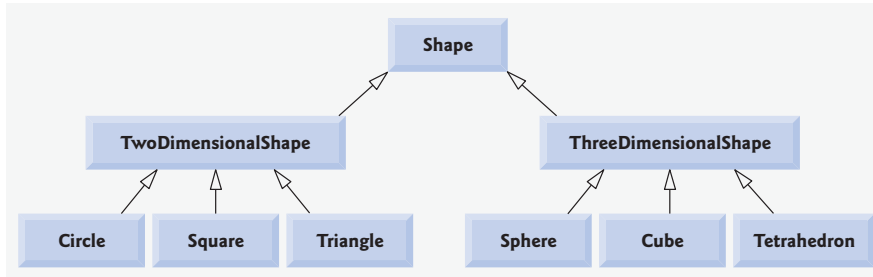 Shape
TwoDimensionalShape
ThreeDimensionalShape
Circle
Square
Triangle
Sphere
Cube
Tetrahedron